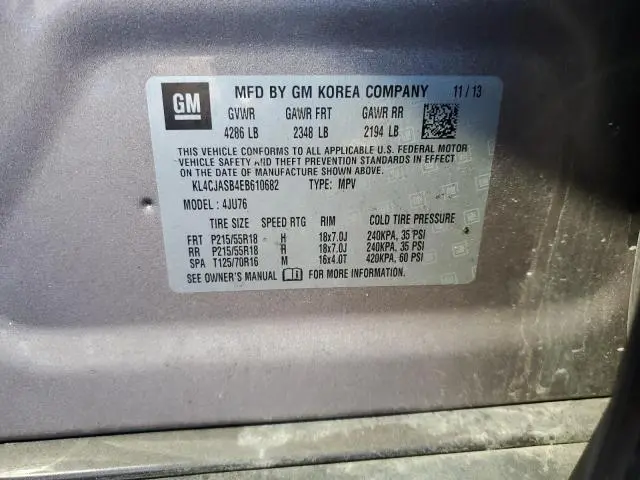 GM
MFD BY GM KOREA COMPANY 11 / 13
GVWR GAWR FRT GAWR RR
4286 LB 2348 LB 2194 LB
THIS VEHICLE CONFORMS TO ALL APPLICABLE U.S. FEDERAL MOTOR
VEHICLE SAFETY AND THEFT PREVENTION STANDARDS IN EFFECT
ON THE DATE OF MANUFACTURE SHOWN ABOVE.
KL4CJASB4EB610682 TYPE: MPV
MODEL : 4JU76
TIRE SIZE SPEED RTG RIM COLD TIRE PRESSURE
FRT P215/55R18 H 18x7.0J 240KPA, 35 PSI
RR P215/55R18 H 18x7.0J 240KPA, 35 PSI
SPA T125/70R16 M 16x4.0T 420KPA, 60 PSI
SEE OWNER'S MANUAL i FOR MORE INFORMATION.